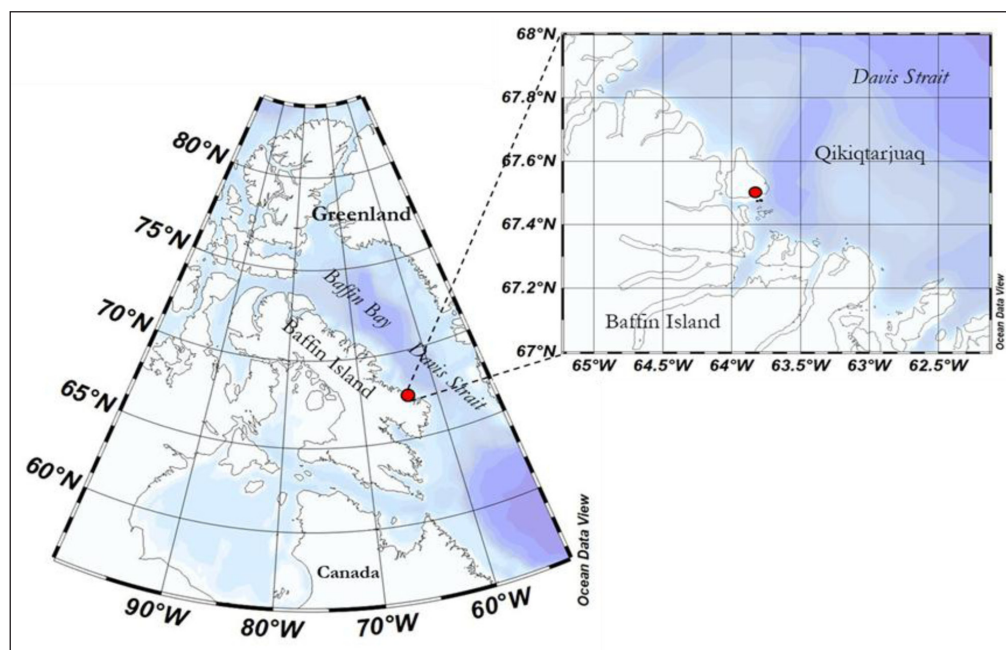 80°N
75°N
70°N
65°N
60°N
90°W
80°W
70°W
60°W
Greenland
Baffin Bay
Baffin Island
Davis Strait
Canada
Ocean Data View
68°N
67.8°N
67.6°N
67.4°N
67.2°N
67°N
65°W
64.5°W
64°W
63.5°W
63°W
62.5°W
Davis Strait
Qikiqtarjuaq
Baffin Island
Ocean Data View